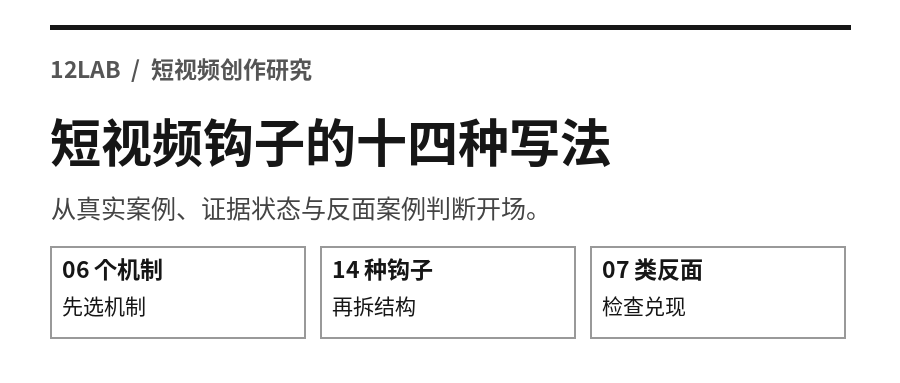 12LAB / 短视频创作研究
短视频钩子的十四种写法
从真实案例、证据状态与反面案例判断开场。
06 个机制
先选机制
14 种钩子
再拆结构
07 类反面
检查兑现